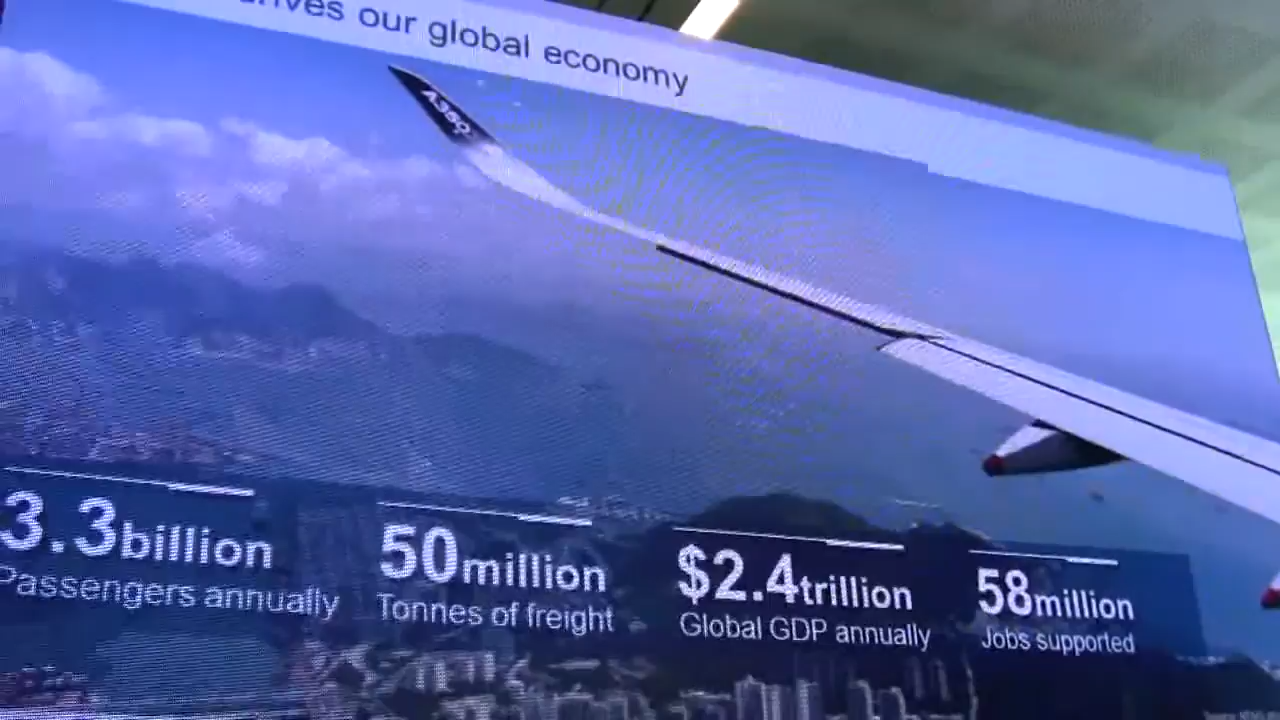 our global economy
A350
3.3billion
Passengers annually
50million
Tonnes of freight
$2.4trillion
Global GDP annually
58million
Jobs supported